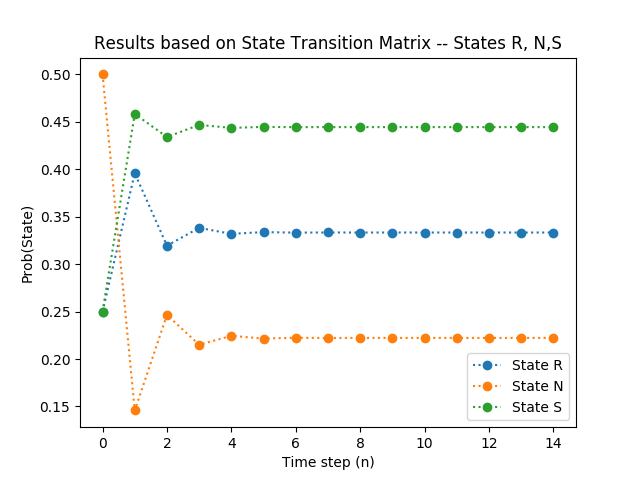 Results based on State Transition Matrix -- States R, N,S
0.50
0.45
0.40
0.35
0.30
0.25
0.20
0.15
Prob(State)
State R
State N
State S
0 2 4 6 8 10 12 14
Time step (n)